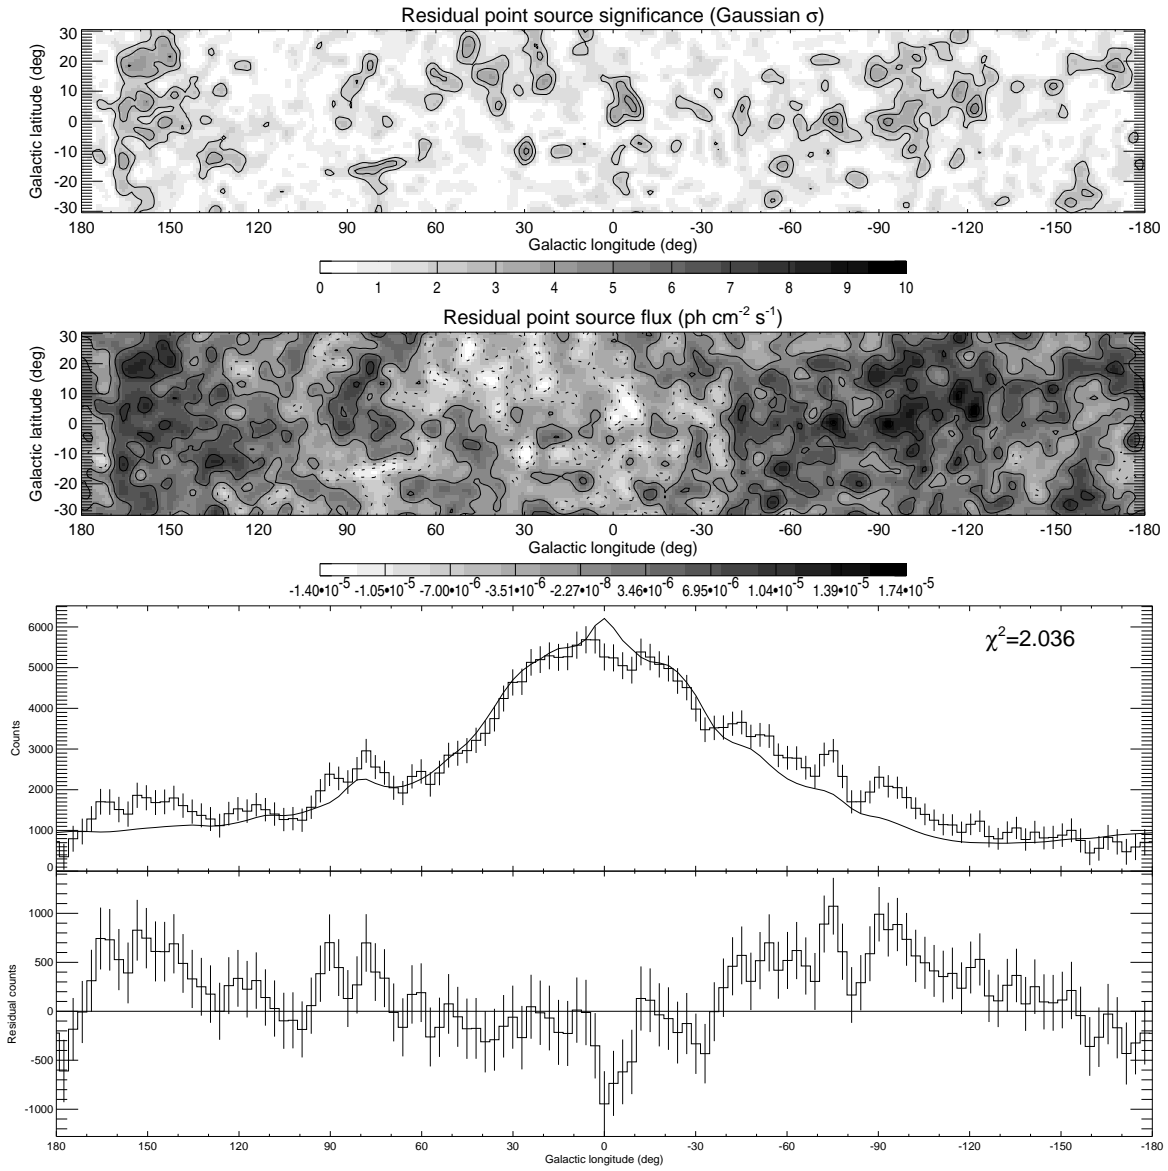 Residual point source significance (Gaussian σ)
30
20
10
0
-10
-20
-30
Galactic latitude (deg)
180 150 120 90 60 30 0 -30 -60 -90 -120 -150 -180
Galactic longitude (deg)
0 1 2 3 4 5 6 7 8 9 10
Residual point source flux (ph cm⁻² s⁻¹)
30
20
10
0
-10
-20
-30
Galactic latitude (deg)
180 150 120 90 60 30 0 -30 -60 -90 -120 -150 -180
Galactic longitude (deg)
-1.40•10⁻⁵ -1.05•10⁻⁵ -7.00•10⁻⁶ -3.51•10⁻⁶ -2.27•10⁻⁸ 3.46•10⁻⁶ 6.95•10⁻⁶ 1.04•10⁻⁵ 1.39•10⁻⁵ 1.74•10⁻⁵
χ²=2.036
6000
5000
4000
3000
2000
1000
0
Counts
1000
500
0
-500
-1000
Residual counts
180 150 120 90 60 30 0 -30 -60 -90 -120 -150 -180
Galactic longitude (deg)